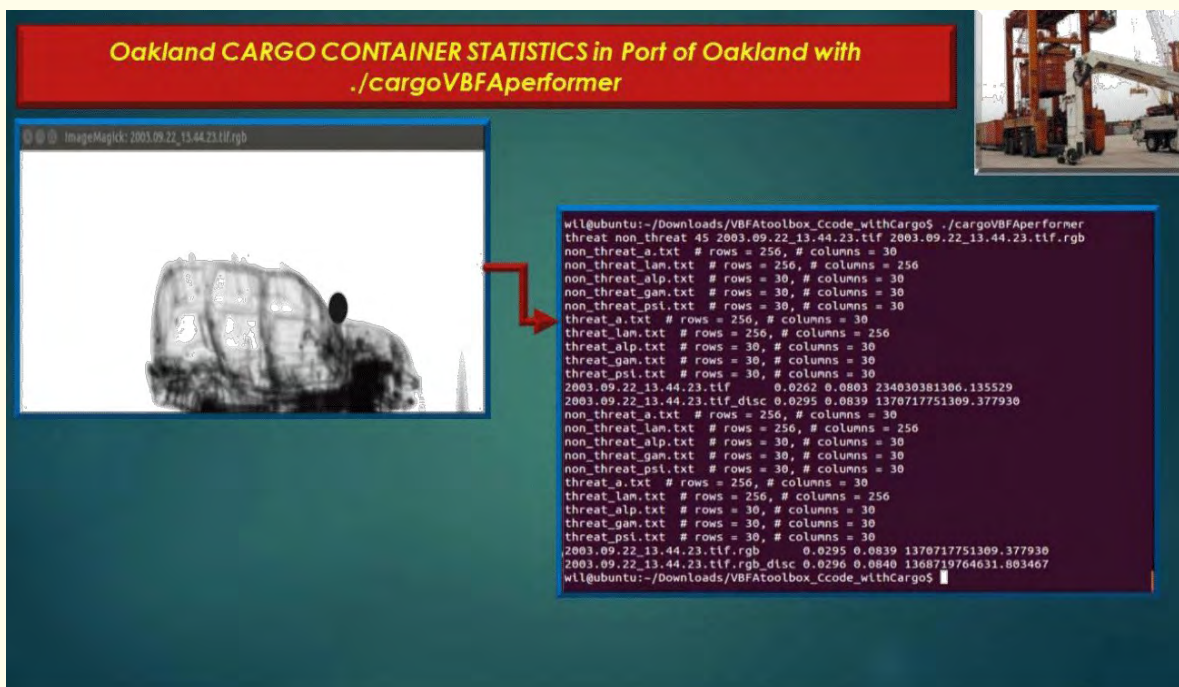 Oakland CARGO CONTAINER STATISTICS in Port of Oakland with
./cargoVBFAperformer
ImageMagick: 2003.09.22_13.44.23.tif.rgb
wil@ubuntu:~/Downloads/VBFAtoolbox_Ccode_withCargo$ ./cargoVBFAperformer
threat non_threat 45 2003.09.22_13.44.23.tif 2003.09.22_13.44.23.tif.rgb
non_threat_a.txt # rows = 256, # columns = 30
non_threat_lam.txt # rows = 256, # columns = 256
non_threat_alp.txt # rows = 30, # columns = 30
non_threat_gam.txt # rows = 30, # columns = 30
non_threat_psi.txt # rows = 30, # columns = 30
threat_a.txt # rows = 256, # columns = 30
threat_lam.txt # rows = 256, # columns = 256
threat_alp.txt # rows = 30, # columns = 30
threat_gam.txt # rows = 30, # columns = 30
threat_psi.txt # rows = 30, # columns = 30
2003.09.22_13.44.23.tif 0.0262 0.0803 234030381306.135529
2003.09.22_13.44.23.tif_disc 0.0295 0.0839 1370717751309.377930
non_threat_a.txt # rows = 256, # columns = 30
non_threat_lam.txt # rows = 256, # columns = 256
non_threat_alp.txt # rows = 30, # columns = 30
non_threat_gam.txt # rows = 30, # columns = 30
non_threat_psi.txt # rows = 30, # columns = 30
threat_a.txt # rows = 256, # columns = 30
threat_lam.txt # rows = 256, # columns = 256
threat_alp.txt # rows = 30, # columns = 30
threat_gam.txt # rows = 30, # columns = 30
threat_psi.txt # rows = 30, # columns = 30
2003.09.22_13.44.23.tif.rgb 0.0295 0.0839 1370717751309.377930
2003.09.22_13.44.23.tif.rgb_disc 0.0296 0.0840 1368719764631.803467
wil@ubuntu:~/Downloads/VBFAtoolbox_Ccode_withCargo$